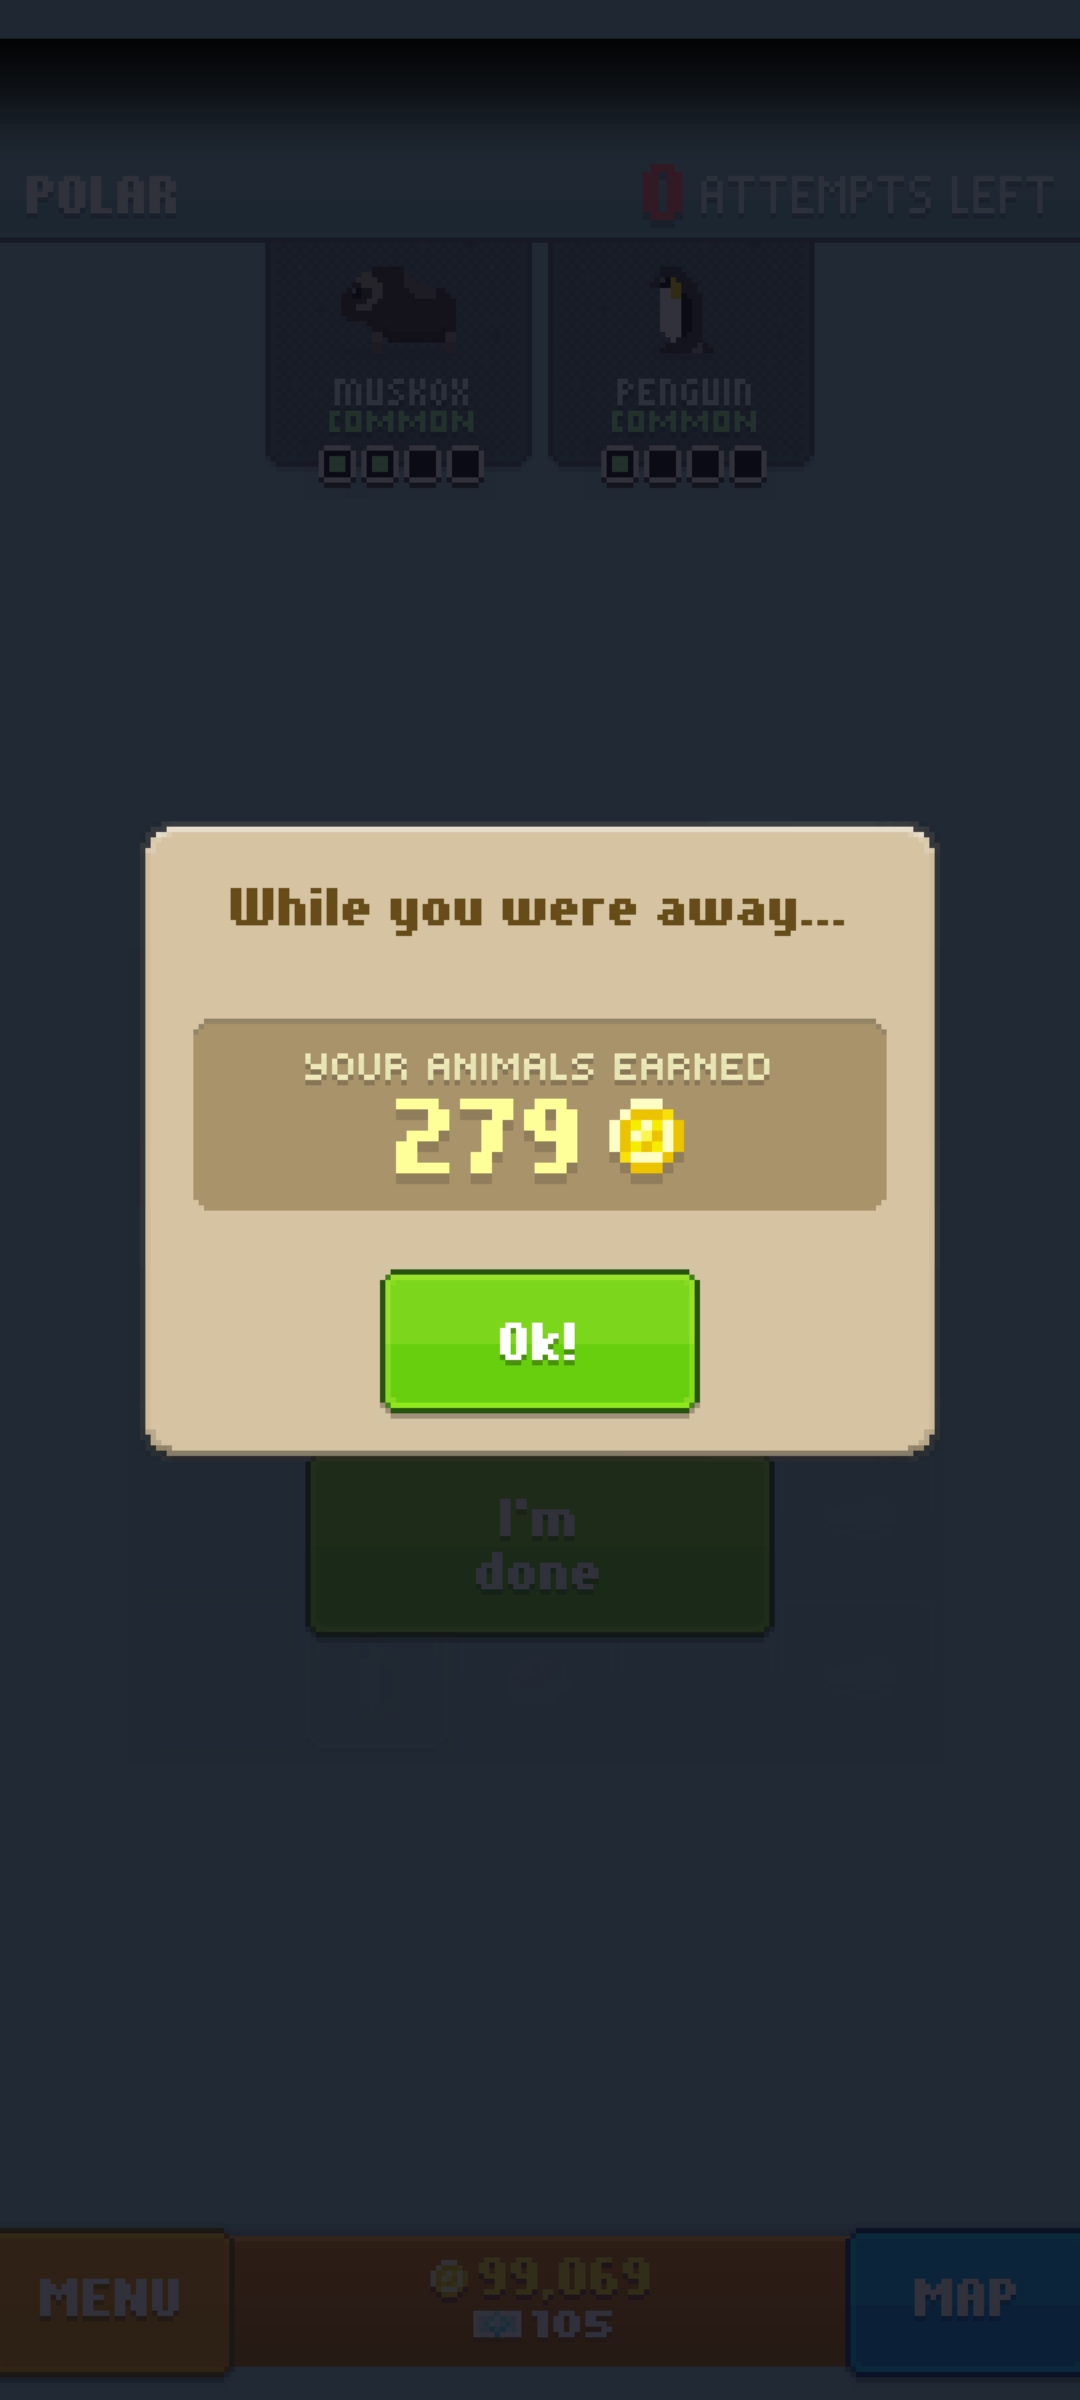 POLAR
0 ATTEMPTS LEFT
MUSKOX
COMMON
PENGUIN
COMMON
While you were away...
YOUR ANIMALS EARNED
279
Ok!
I'm
done
MENU
99,069
105
MAP